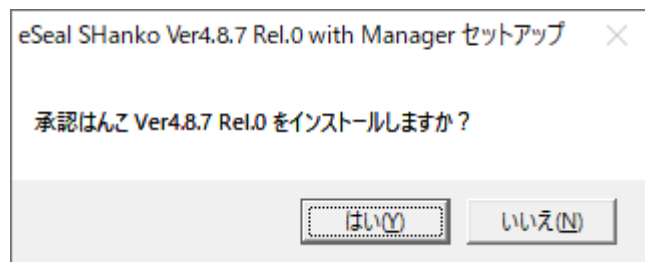 eSeal SHanko Ver4.8.7 Rel.0 with Manager セットアップ
承認はんこ Ver4.8.7 Rel.0 をインストールしますか？
はい(Y)
いいえ(N)